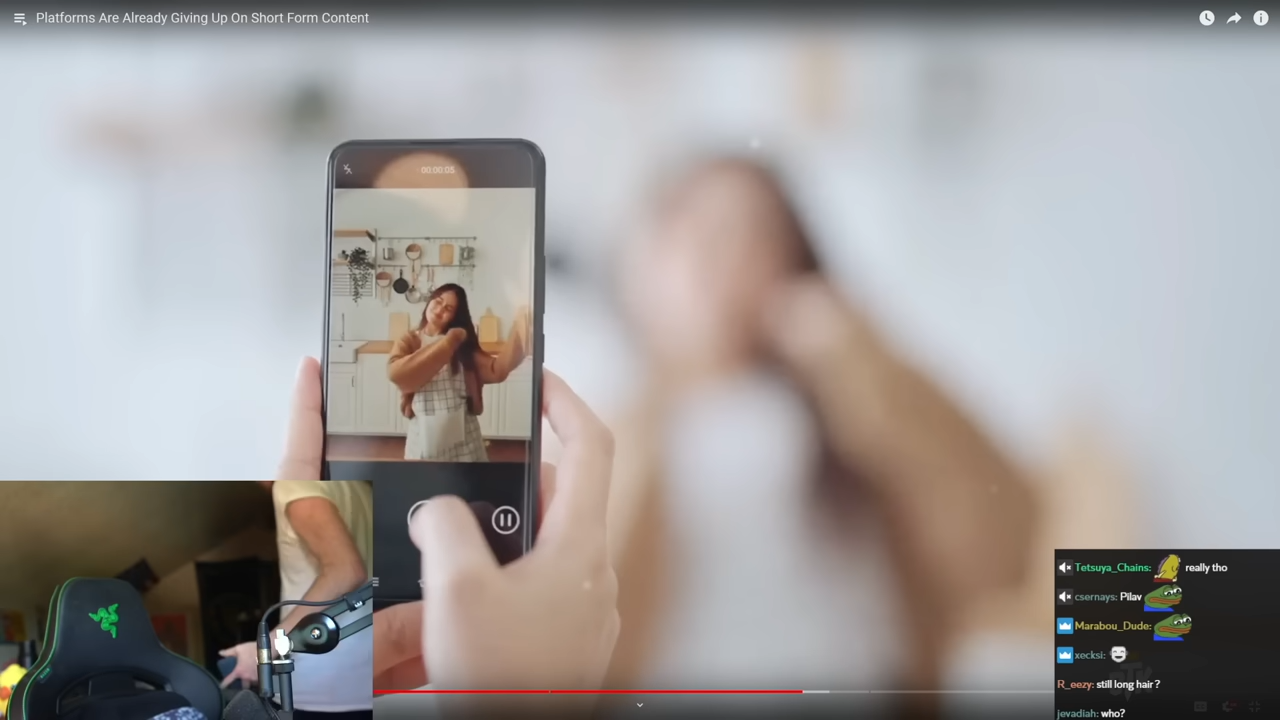 Platforms Are Already Giving Up On Short Form Content
00:00:05
Tetsuya_Chains: really tho
csernays: Pilav
Marabou_Dude:
xecksi:
R_eezy: still long hair?
jevadiah: who?